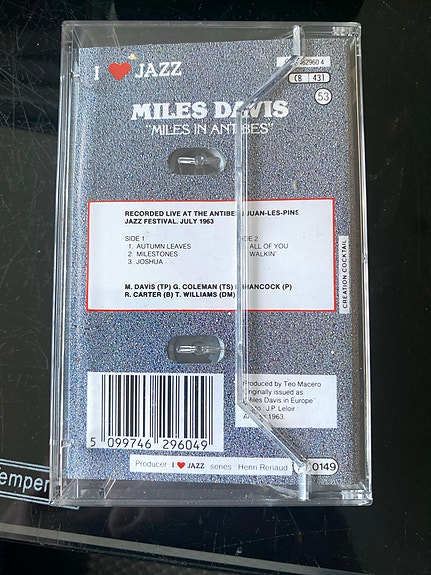 I ❤ JAZZ
2960 4
CB 431
53
MILES DAVIS
"MILES IN ANTIBES"
RECORDED LIVE AT THE ANTIBES JUAN-LES-PINS
JAZZ FESTIVAL. JULY 1963
SIDE 1
1. AUTUMN LEAVES
2. MILESTONES
3. JOSHUA
SIDE 2
ALL OF YOU
WALKIN'
M. DAVIS (TP) G. COLEMAN (TS) H. HANCOCK (P)
R. CARTER (B) T. WILLIAMS (DM)
CREATION COCKTAIL
Produced by Teo Macero
Originally issued as
"Miles Davis in Europe"
J.P. Leloir
1963.
5 099746 296049
Producer I ❤ JAZZ series Henri Renaud
0149
emper